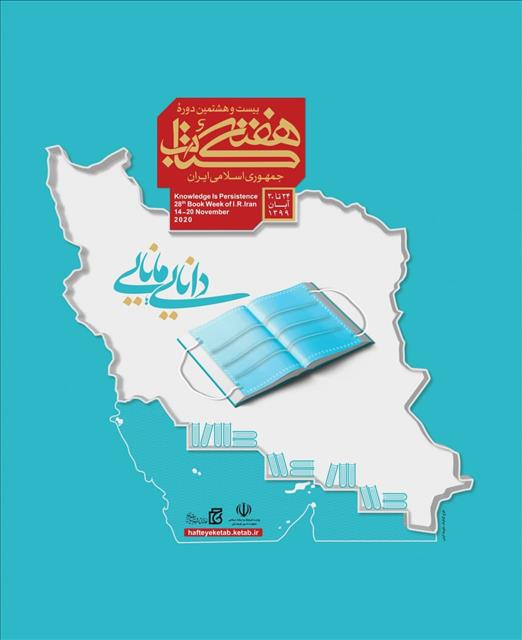 بیست و هشتمین دورهٔ
هفته‌ی کتاب
جمهوری اسلامی ایران
Knowledge Is Persistence
28th Book Week of I.R.Iran
14-20 November
2020
۲۴ تا ۳۰
آبان
۱۳۹۹
دانایی مانایی
hafteyeketab.ketab.ir